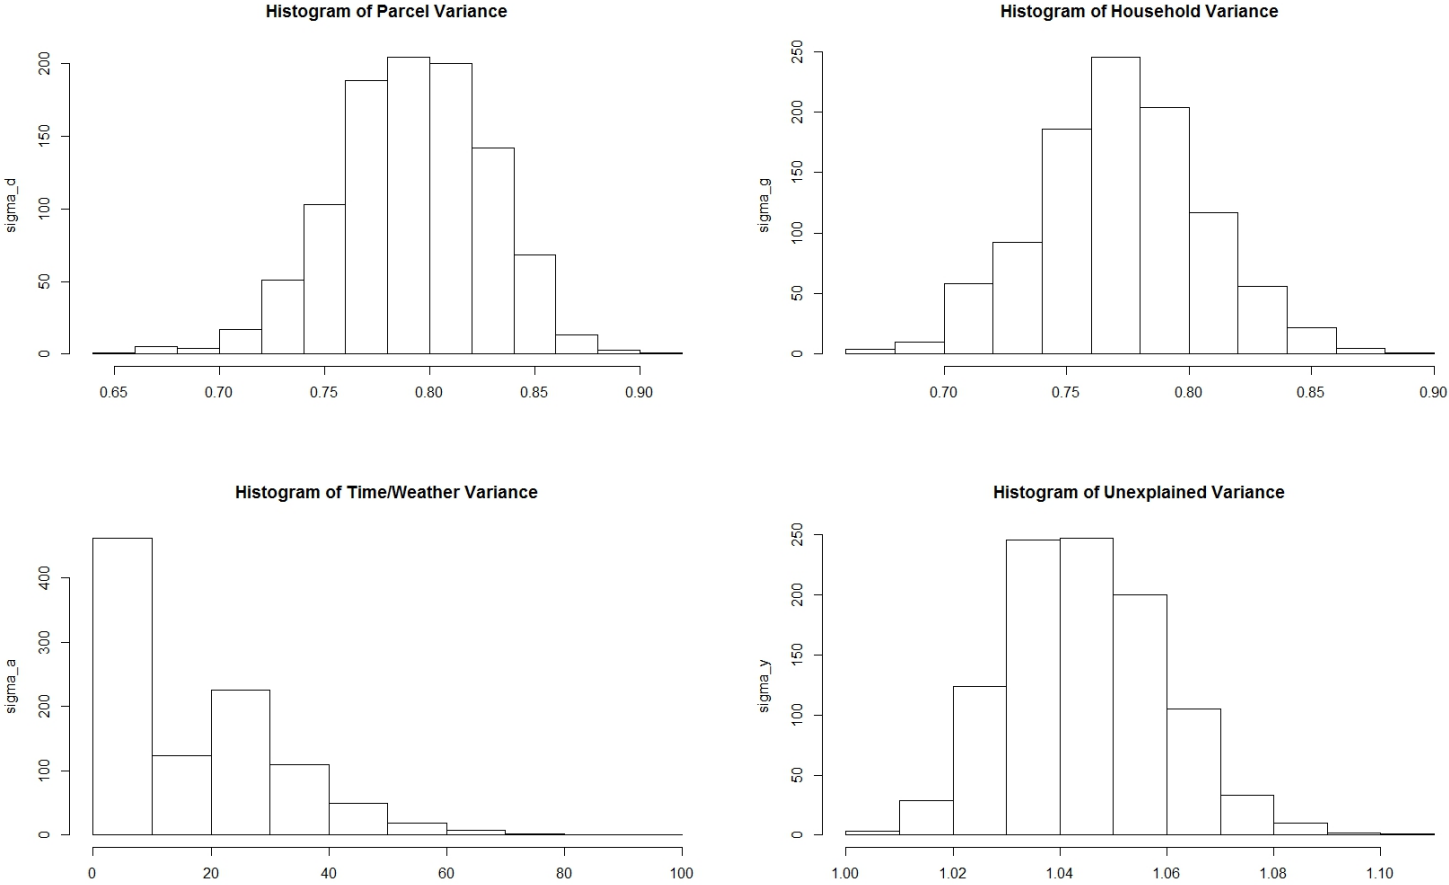 Histogram of Parcel Variance
sigma_d
0 50 100 150 200
0.65 0.70 0.75 0.80 0.85 0.90
Histogram of Household Variance
sigma_g
0 50 100 150 200 250
0.70 0.75 0.80 0.85 0.90
Histogram of Time/Weather Variance
sigma_a
0 100 200 300 400
0 20 40 60 80 100
Histogram of Unexplained Variance
sigma_y
0 50 100 150 200 250
1.00 1.02 1.04 1.06 1.08 1.10